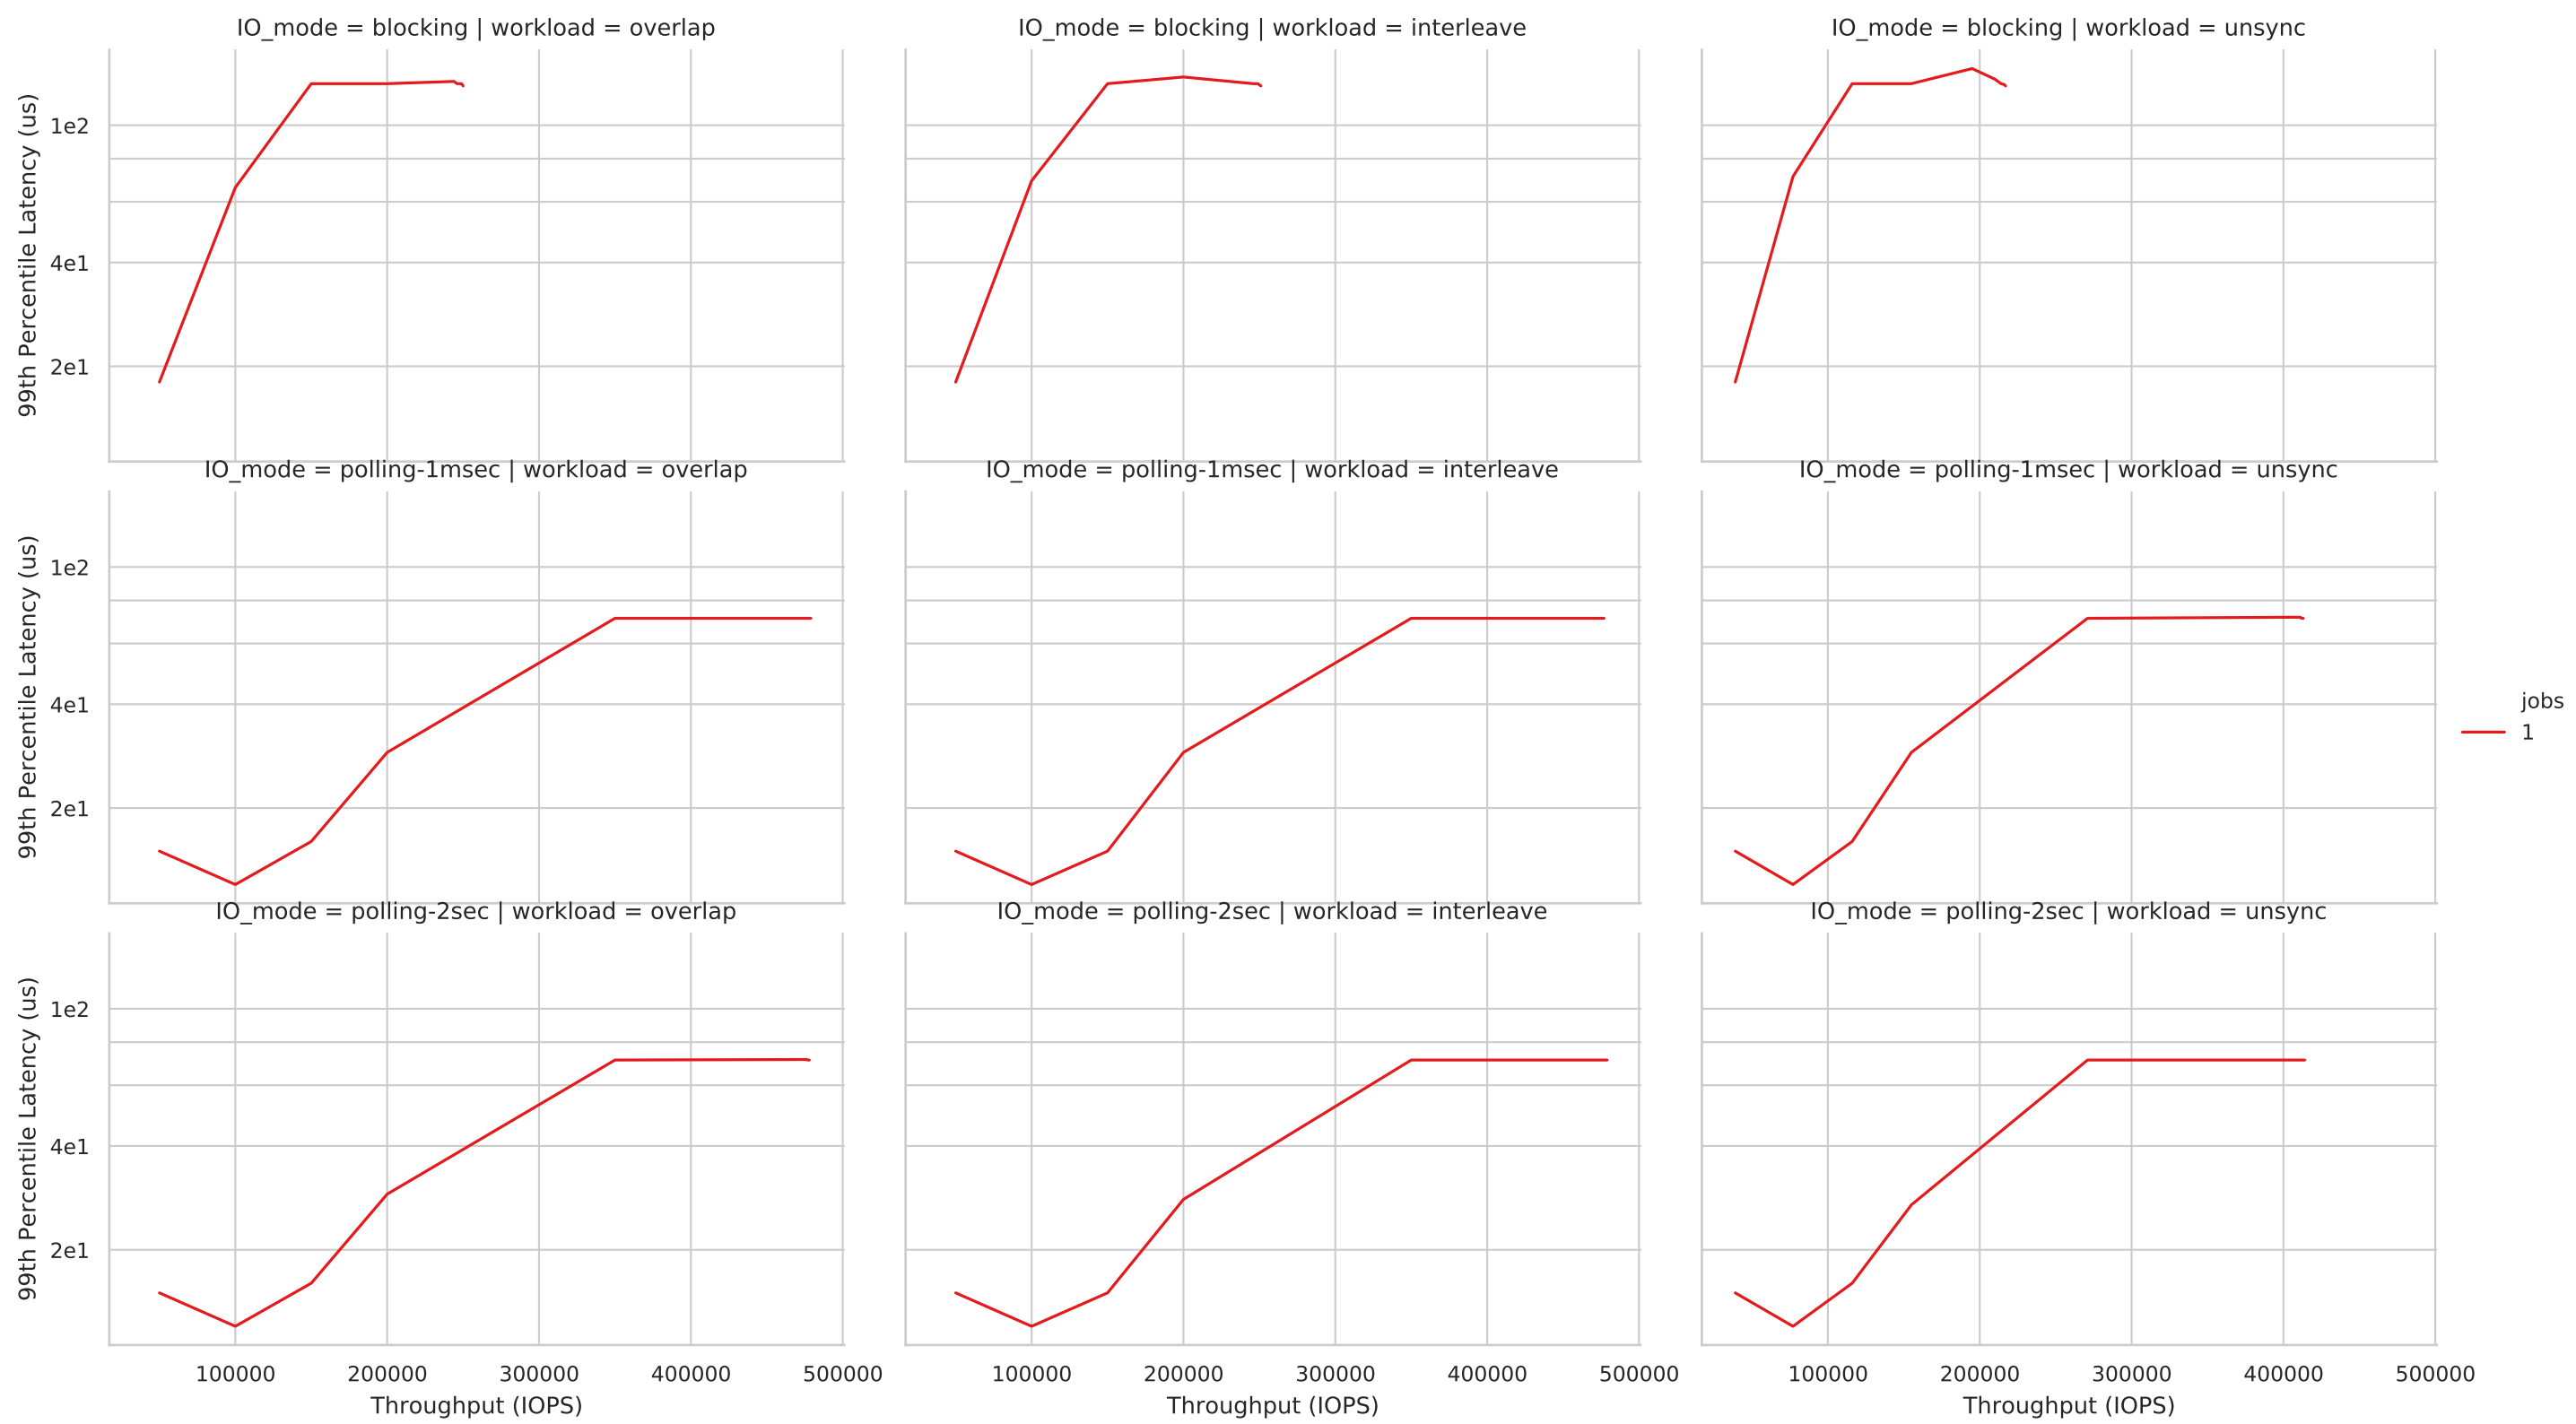 IO_mode = blocking | workload = overlap
IO_mode = blocking | workload = interleave
IO_mode = blocking | workload = unsync
99th Percentile Latency (us)
1e2
4e1
2e1
IO_mode = polling-1msec | workload = overlap
IO_mode = polling-1msec | workload = interleave
IO_mode = polling-1msec | workload = unsync
99th Percentile Latency (us)
1e2
4e1
2e1
jobs
1
IO_mode = polling-2sec | workload = overlap
IO_mode = polling-2sec | workload = interleave
IO_mode = polling-2sec | workload = unsync
99th Percentile Latency (us)
1e2
4e1
2e1
100000 200000 300000 400000 500000
100000 200000 300000 400000 500000
100000 200000 300000 400000 500000
Throughput (IOPS)
Throughput (IOPS)
Throughput (IOPS)